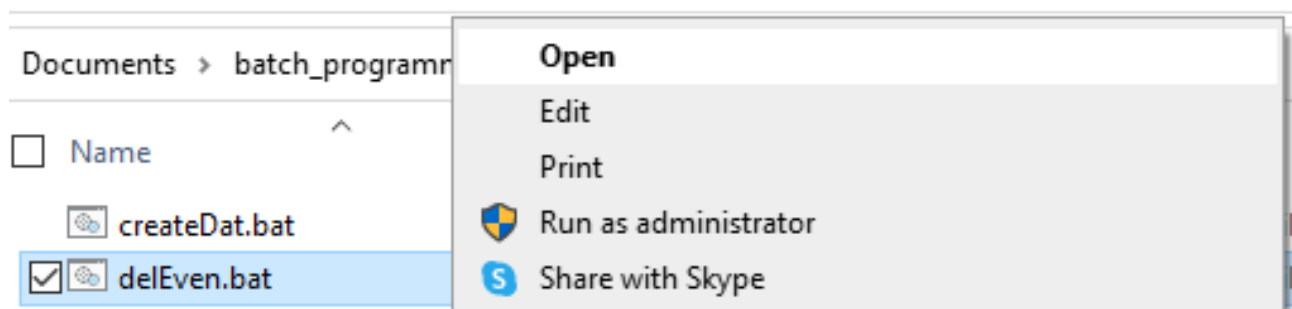 Documents > batch_programm
Open
Edit
Print
Run as administrator
Share with Skype
Name
createDat.bat
delEven.bat